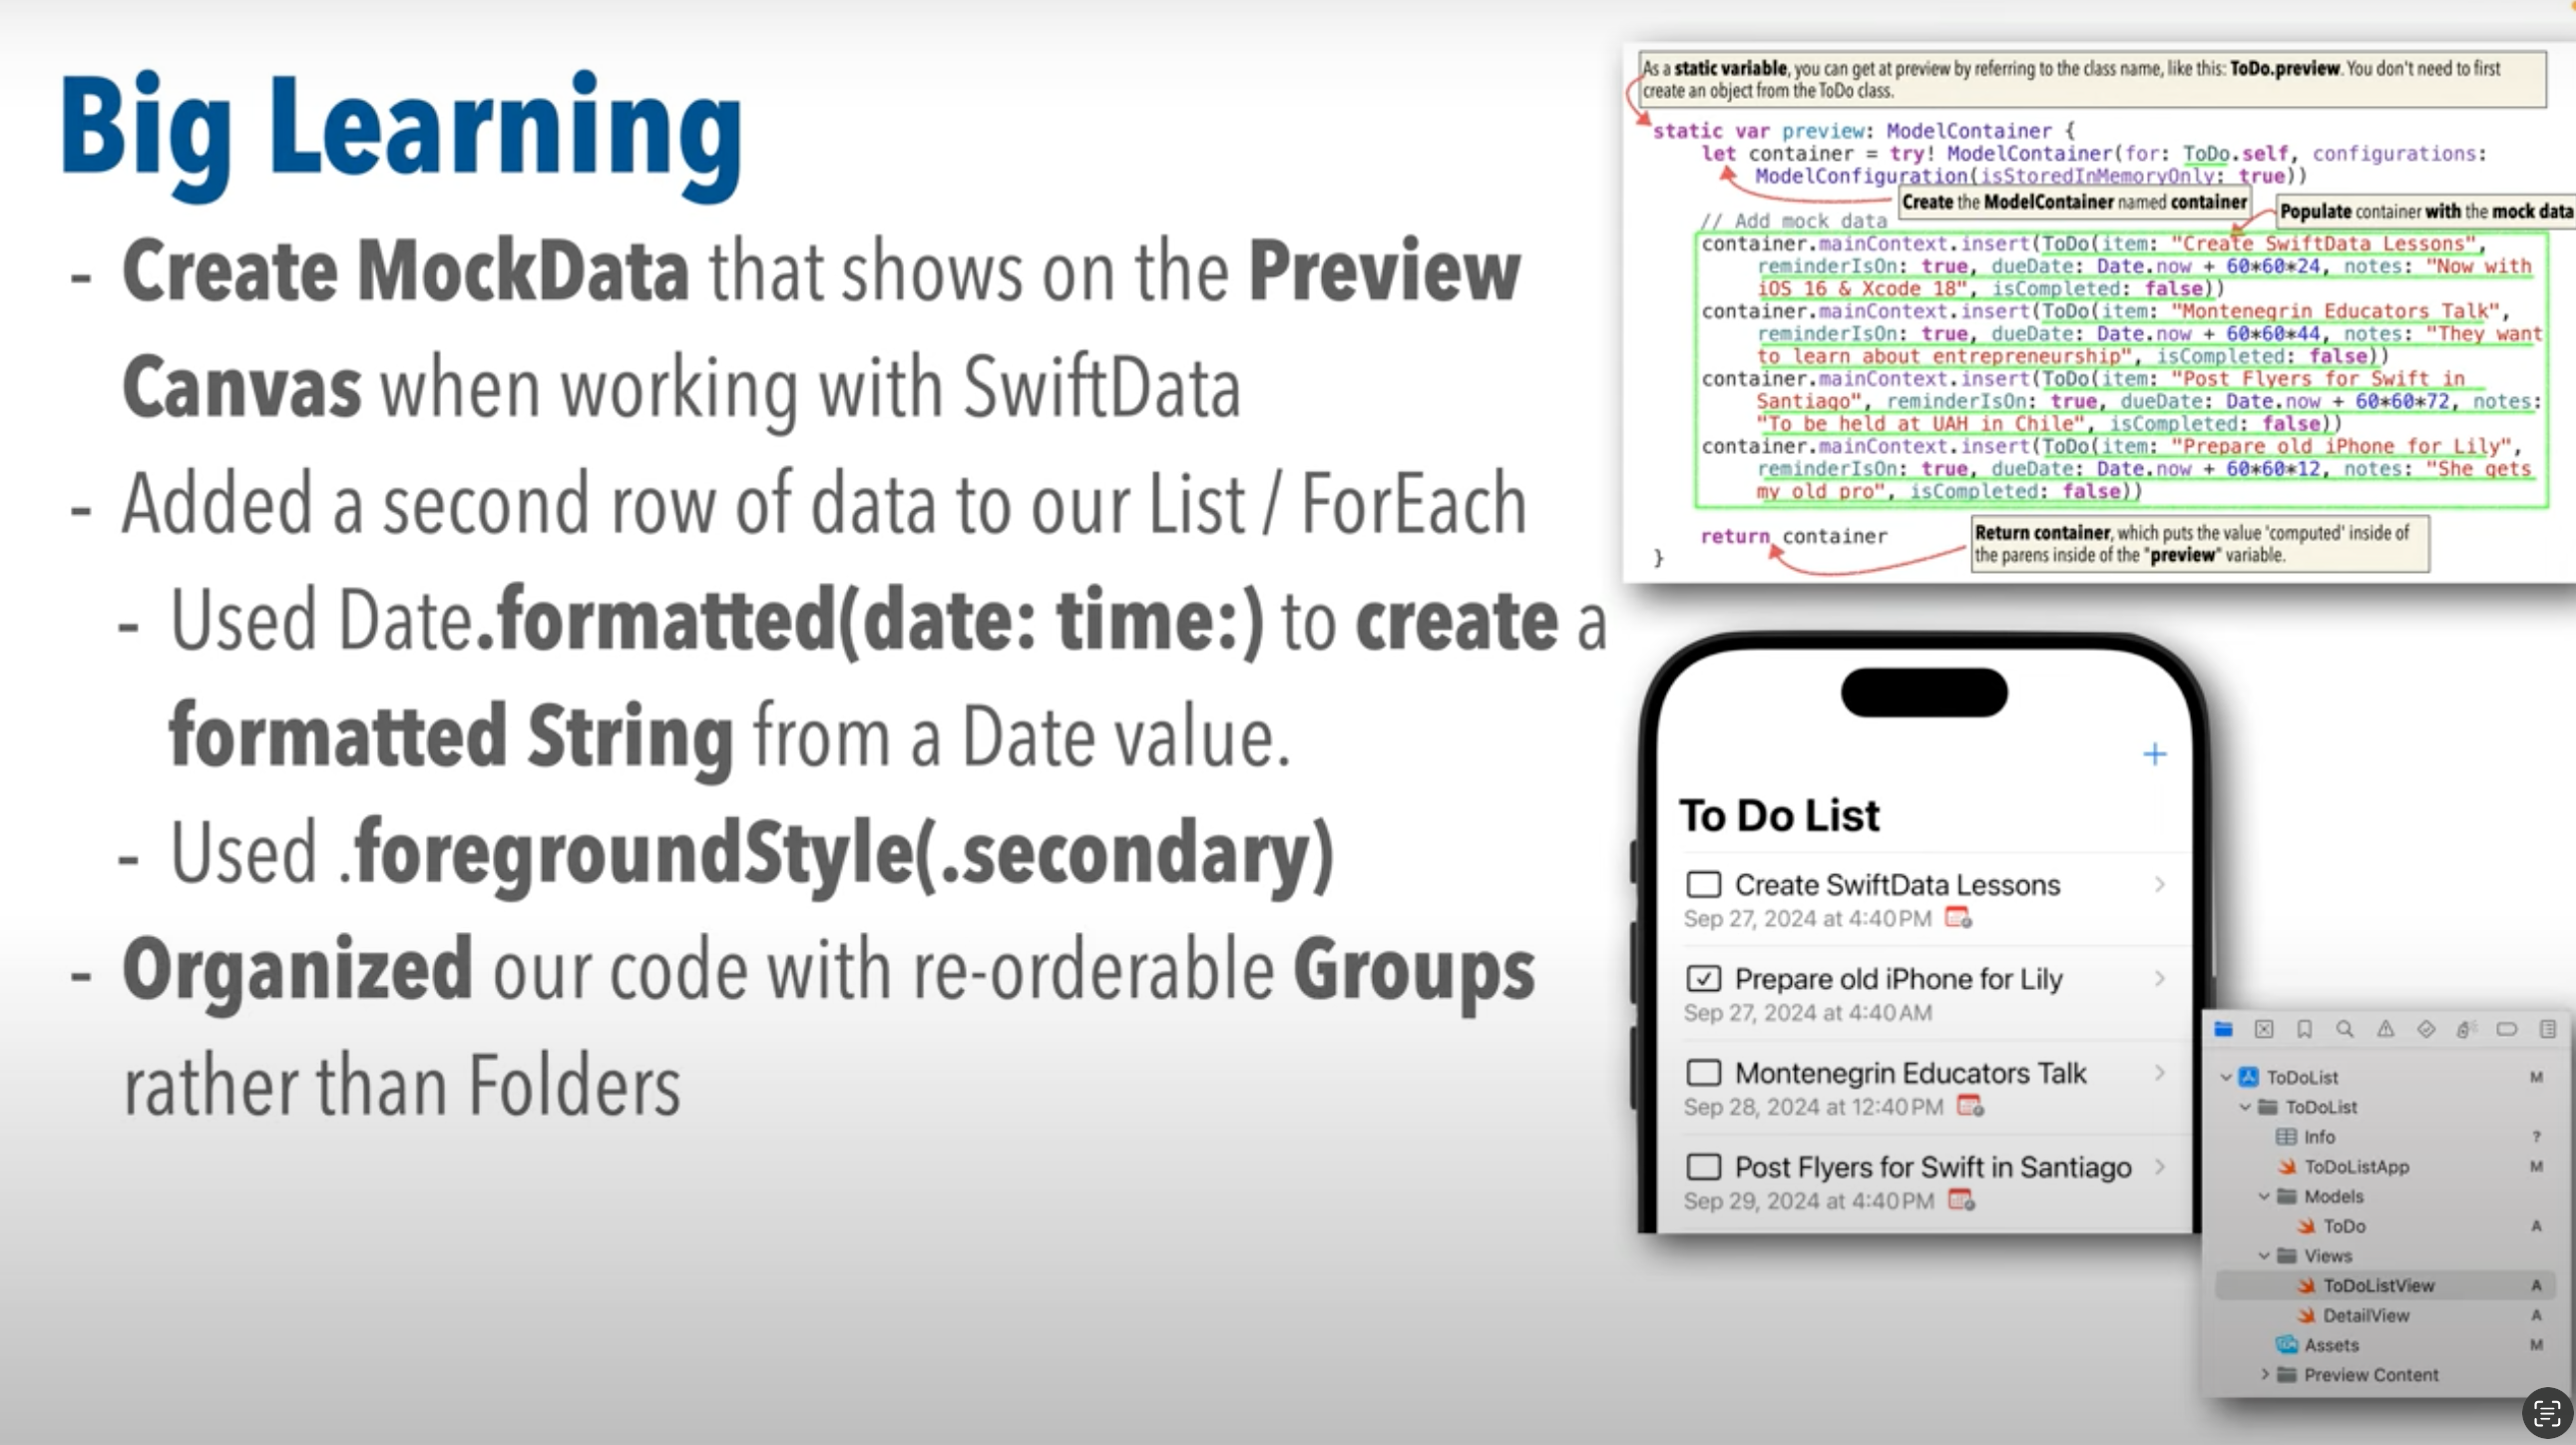 Big Learning
- Create MockData that shows on the Preview
Canvas when working with SwiftData
- Added a second row of data to our List / ForEach
- Used Date.formatted(date: time:) to create a
formatted String from a Date value.
- Used .foregroundStyle(.secondary)
- Organized our code with re-orderable Groups
rather than Folders
As a static variable, you can get at preview by referring to the class name, like this: ToDo.preview. You don't need to first
create an object from the ToDo class.
static var preview: ModelContainer {
let container = try! ModelContainer(for: ToDo.self, configurations:
ModelConfiguration(isStoredInMemoryOnly: true))
Create the ModelContainer named container
Populate container with the mock data
// Add mock data
container.mainContext.insert(ToDo(item: "Create SwiftData Lessons",
reminderIsOn: true, dueDate: Date.now + 60*60*24, notes: "Now with
iOS 16 & Xcode 18", isCompleted: false))
container.mainContext.insert(ToDo(item: "Montenegrin Educators Talk",
reminderIsOn: true, dueDate: Date.now + 60*60*44, notes: "They want
to learn about entrepreneurship", isCompleted: false))
container.mainContext.insert(ToDo(item: "Post Flyers for Swift in
Santiago", reminderIsOn: true, dueDate: Date.now + 60*60*72, notes:
"To be held at UAH in Chile", isCompleted: false))
container.mainContext.insert(ToDo(item: "Prepare old iPhone for Lily",
reminderIsOn: true, dueDate: Date.now + 60*60*12, notes: "She gets
my old pro", isCompleted: false))
return container
}
Return container, which puts the value 'computed' inside of
the parens inside of the "preview" variable.
To Do List
Create SwiftData Lessons
Sep 27, 2024 at 4:40 PM
Prepare old iPhone for Lily
Sep 27, 2024 at 4:40 AM
Montenegrin Educators Talk
Sep 28, 2024 at 12:40 PM
Post Flyers for Swift in Santiago
Sep 29, 2024 at 4:40 PM
ToDoList M
ToDoList
Info ?
ToDoListApp M
Models
ToDo A
Views
ToDoListView A
DetailView A
Assets M
Preview Content